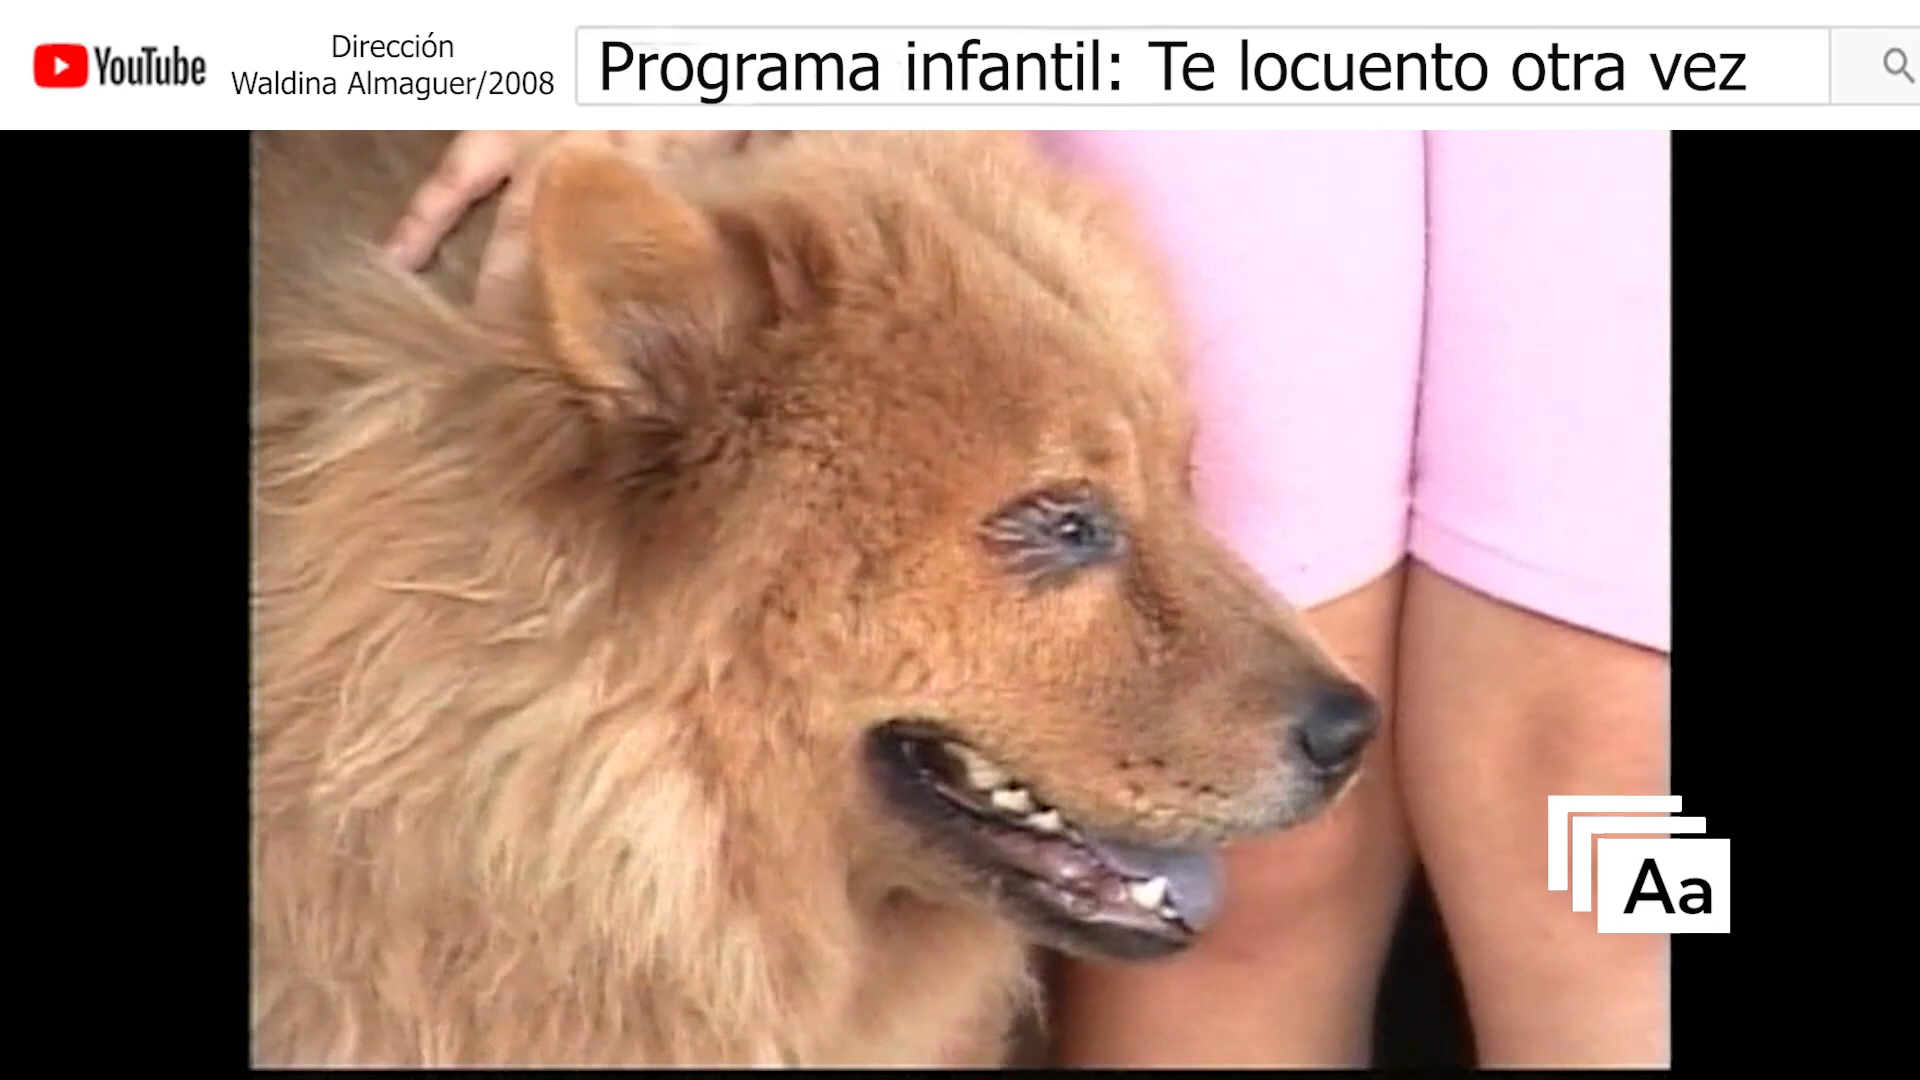 YouTube
Dirección
Waldina Almaguer/2008
Programa infantil: Te locuento otra vez
Aa